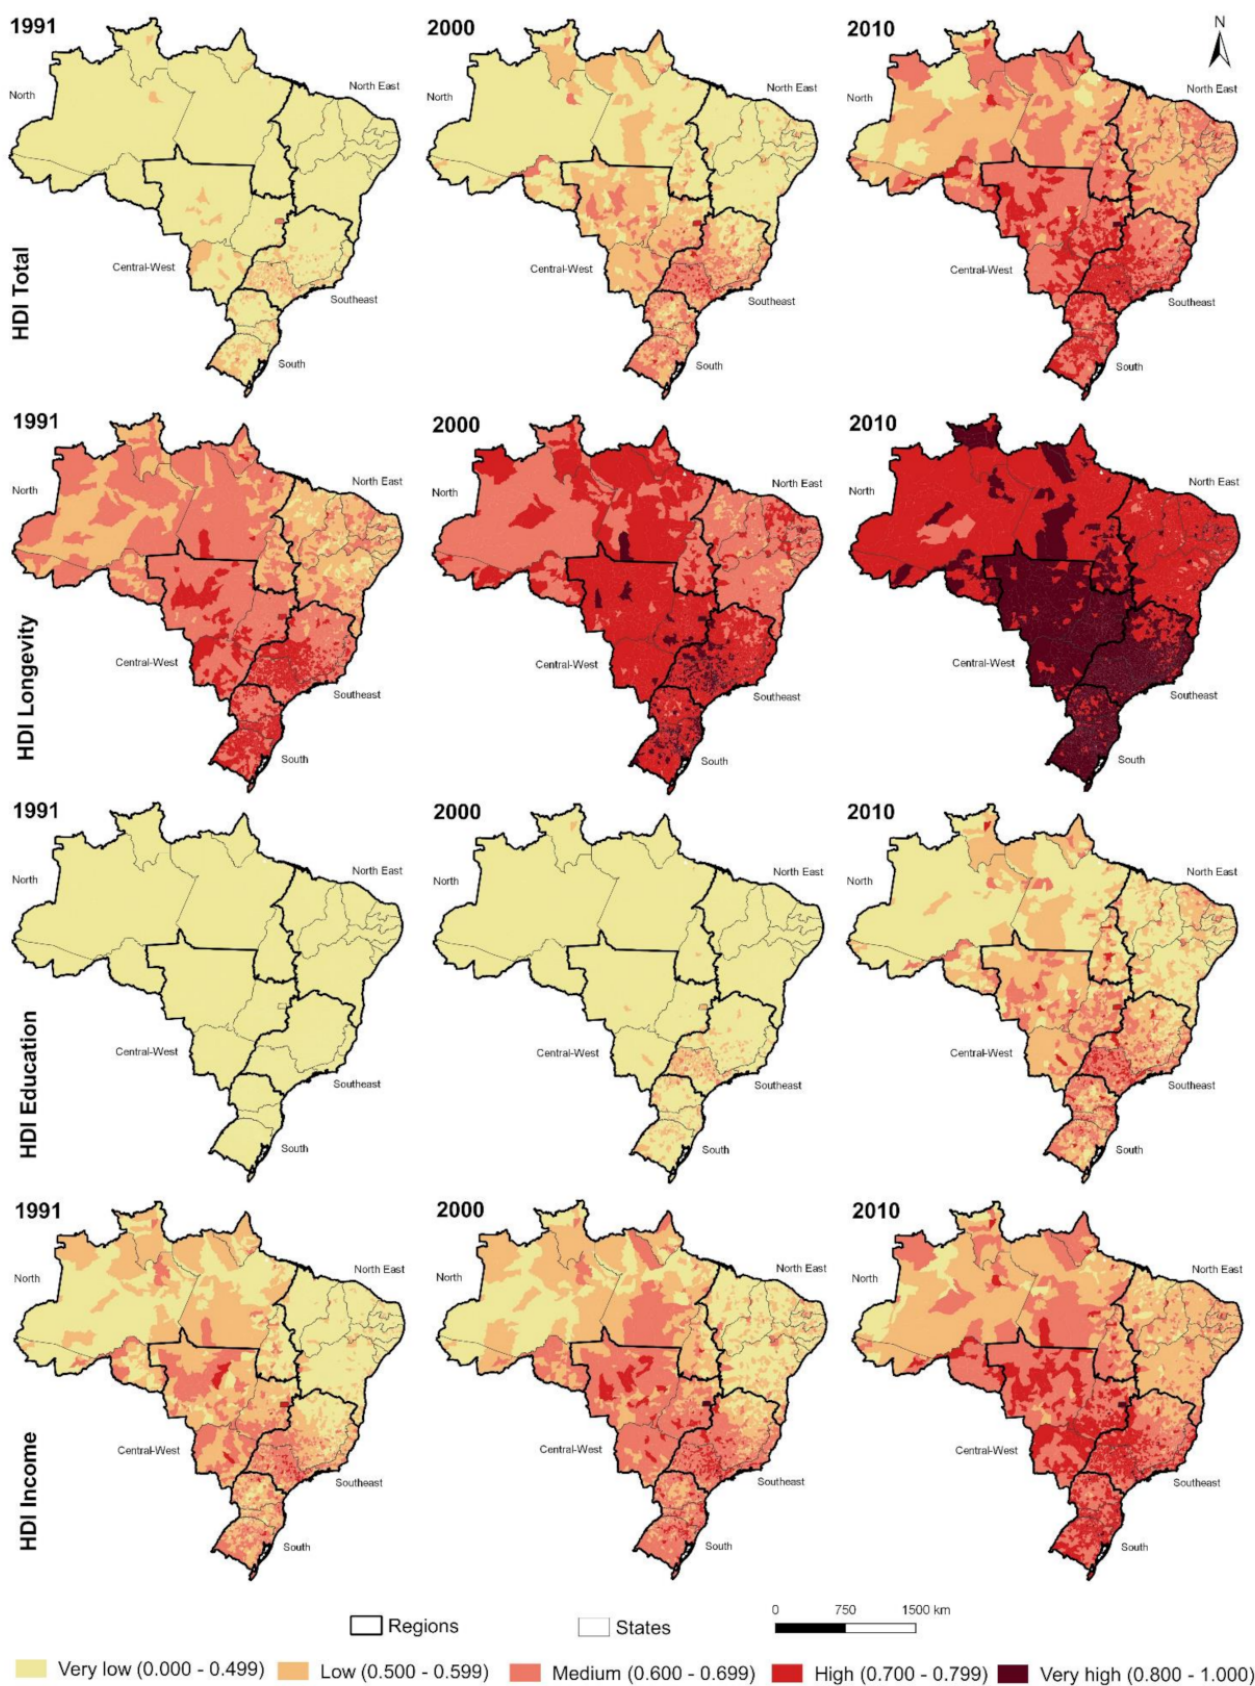 1991
2000
2010
N
North
North East
Central-West
Southeast
South
North
North East
Central-West
Southeast
South
North
North East
Central-West
Southeast
South
HDI Total
1991
2000
2010
North
North East
Central-West
Southeast
South
North
North East
Central-West
Southeast
South
North
North East
Central-West
Southeast
South
HDI Longevity
1991
2000
2010
North
North East
Central-West
Southeast
South
North
North East
Central-West
Southeast
South
North
North East
Central-West
Southeast
South
HDI Education
1991
2000
2010
North
North East
Central-West
Southeast
South
North
North East
Central-West
Southeast
South
North
North East
Central-West
Southeast
South
HDI Income
Regions
States
0 750 1500 km
Very low (0.000 - 0.499)
Low (0.500 - 0.599)
Medium (0.600 - 0.699)
High (0.700 - 0.799)
Very high (0.800 - 1.000)